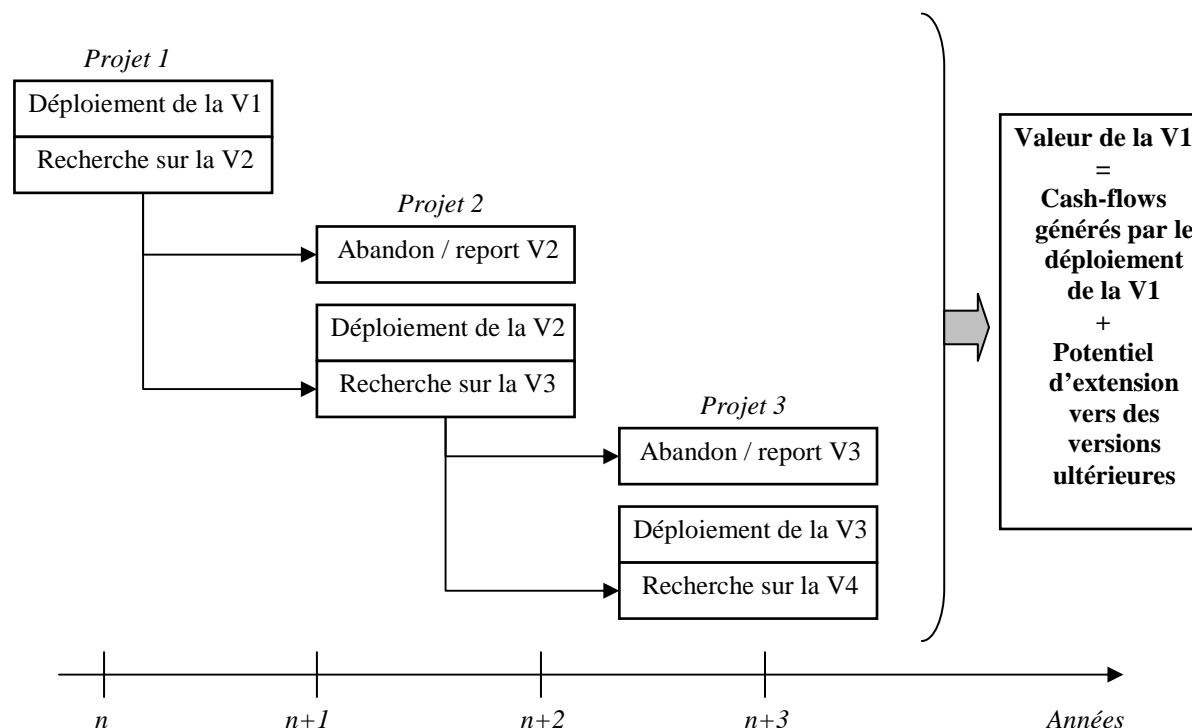 Projet 1
Déploiement de la V1
Recherche sur la V2
Projet 2
Abandon / report V2
Déploiement de la V2
Recherche sur la V3
Projet 3
Abandon / report V3
Déploiement de la V3
Recherche sur la V4
Valeur de la V1
=
Cash-flows
générés par le
déploiement
de la V1
+
Potentiel
d’extension
vers des
versions
ultérieures
n
n+1
n+2
n+3
Années